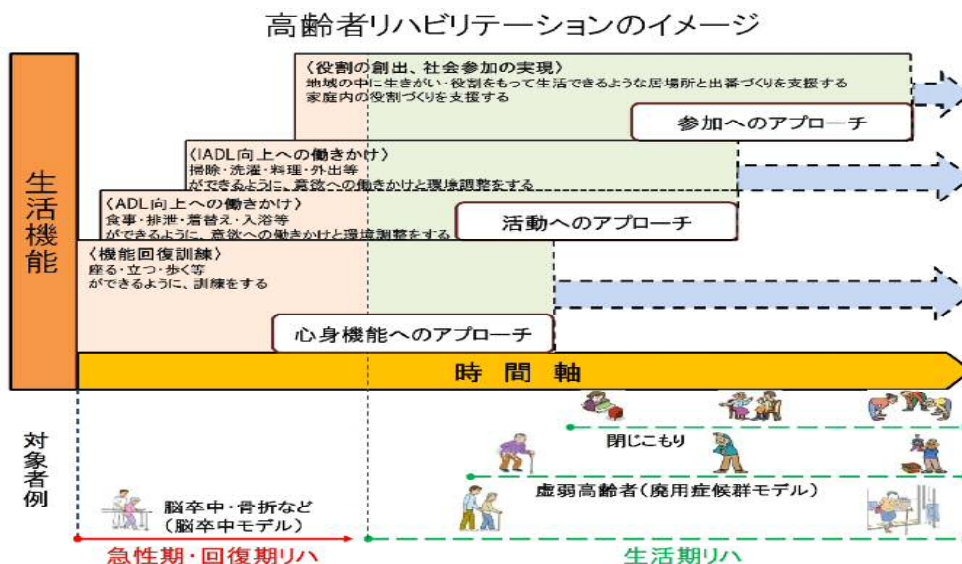 高齢者リハビリテーションのイメージ
生活機能
〈役割の創出、社会参加の実現〉
地域の中に生きがい・役割をもって生活できるような居場所と出番づくりを支援する
家庭内の役割づくりを支援する
参加へのアプローチ
〈IADL向上への働きかけ〉
掃除・洗濯・料理・外出等
ができるように、意欲への働きかけと環境調整をする
〈ADL向上への働きかけ〉
食事・排泄・着替え・入浴等
ができるように、意欲への働きかけと環境調整をする
活動へのアプローチ
〈機能回復訓練〉
座る・立つ・歩く等
ができるように、訓練をする
心身機能へのアプローチ
時間軸
対象者例
閉じこもり
虚弱高齢者(廃用症候群モデル)
脳卒中・骨折など
(脳卒中モデル)
急性期・回復期リハ
生活期リハ